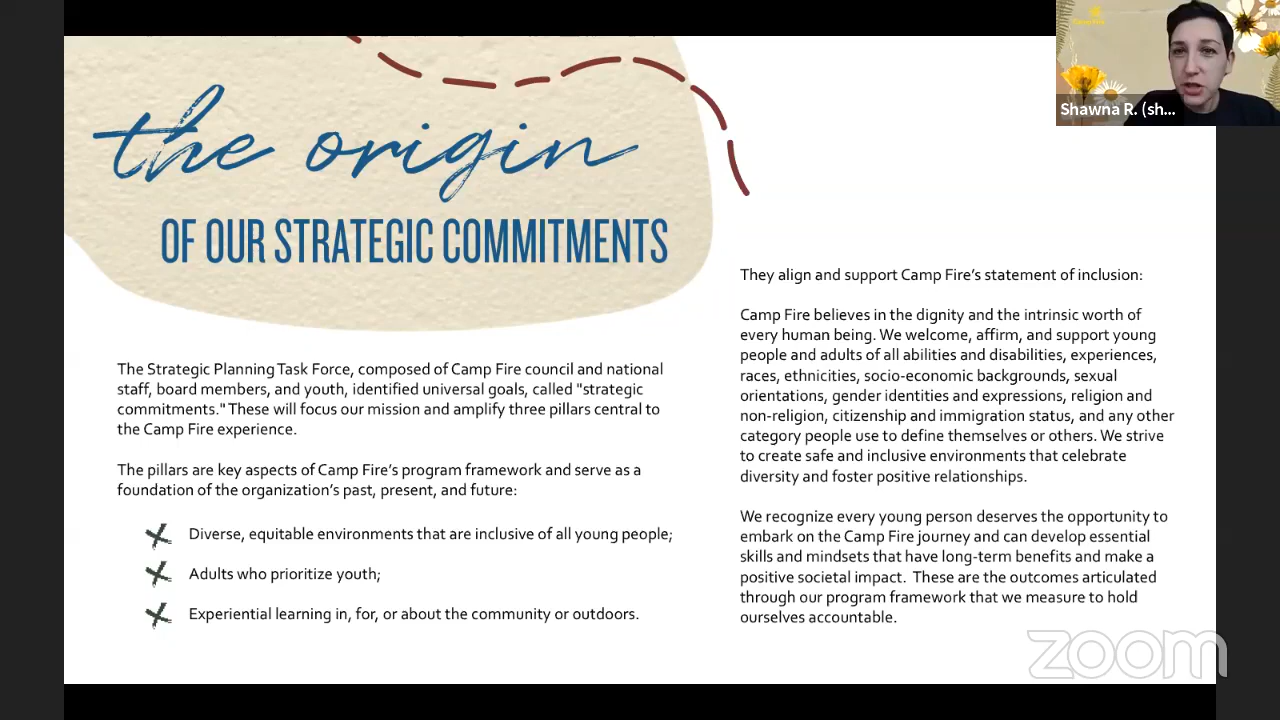 the origin
OF OUR STRATEGIC COMMITMENTS
The Strategic Planning Task Force, composed of Camp Fire council and national
staff, board members, and youth, identified universal goals, called "strategic
commitments." These will focus our mission and amplify three pillars central to
the Camp Fire experience.
The pillars are key aspects of Camp Fire's program framework and serve as a
foundation of the organization's past, present, and future:
Diverse, equitable environments that are inclusive of all young people;
Adults who prioritize youth;
Experiential learning in, for, or about the community or outdoors.
They align and support Camp Fire's statement of inclusion:
Camp Fire believes in the dignity and the intrinsic worth of
every human being. We welcome, affirm, and support young
people and adults of all abilities and disabilities, experiences,
races, ethnicities, socio-economic backgrounds, sexual
orientations, gender identities and expressions, religion and
non-religion, citizenship and immigration status, and any other
category people use to define themselves or others. We strive
to create safe and inclusive environments that celebrate
diversity and foster positive relationships.
We recognize every young person deserves the opportunity to
embark on the Camp Fire journey and can develop essential
skills and mindsets that have long-term benefits and make a
positive societal impact.  These are the outcomes articulated
through our program framework that we measure to hold
ourselves accountable.
Shawna R. (sh...
zoom